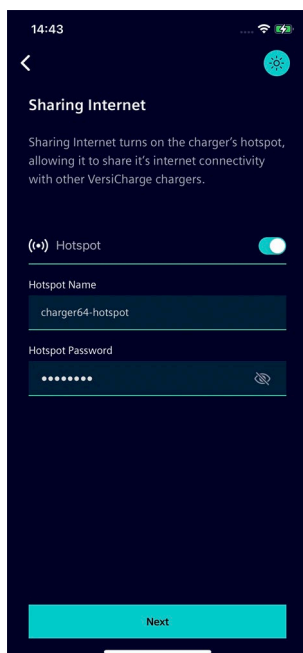 14:43
Sharing Internet
Sharing Internet turns on the charger's hotspot,
allowing it to share it's internet connectivity
with other VersiCharge chargers.
Hotspot
Hotspot Name
charger64-hotspot
Hotspot Password
••••••••
Next